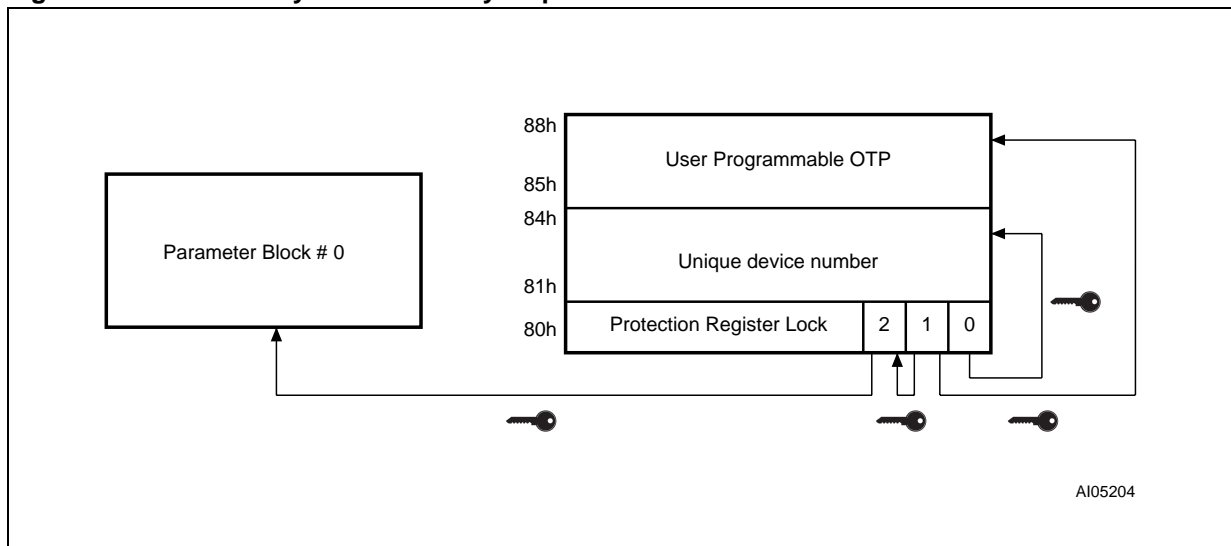 88h
User Programmable OTP
85h
84h
Parameter Block # 0
Unique device number
81h
80h
Protection Register Lock 2 1 0
AI05204